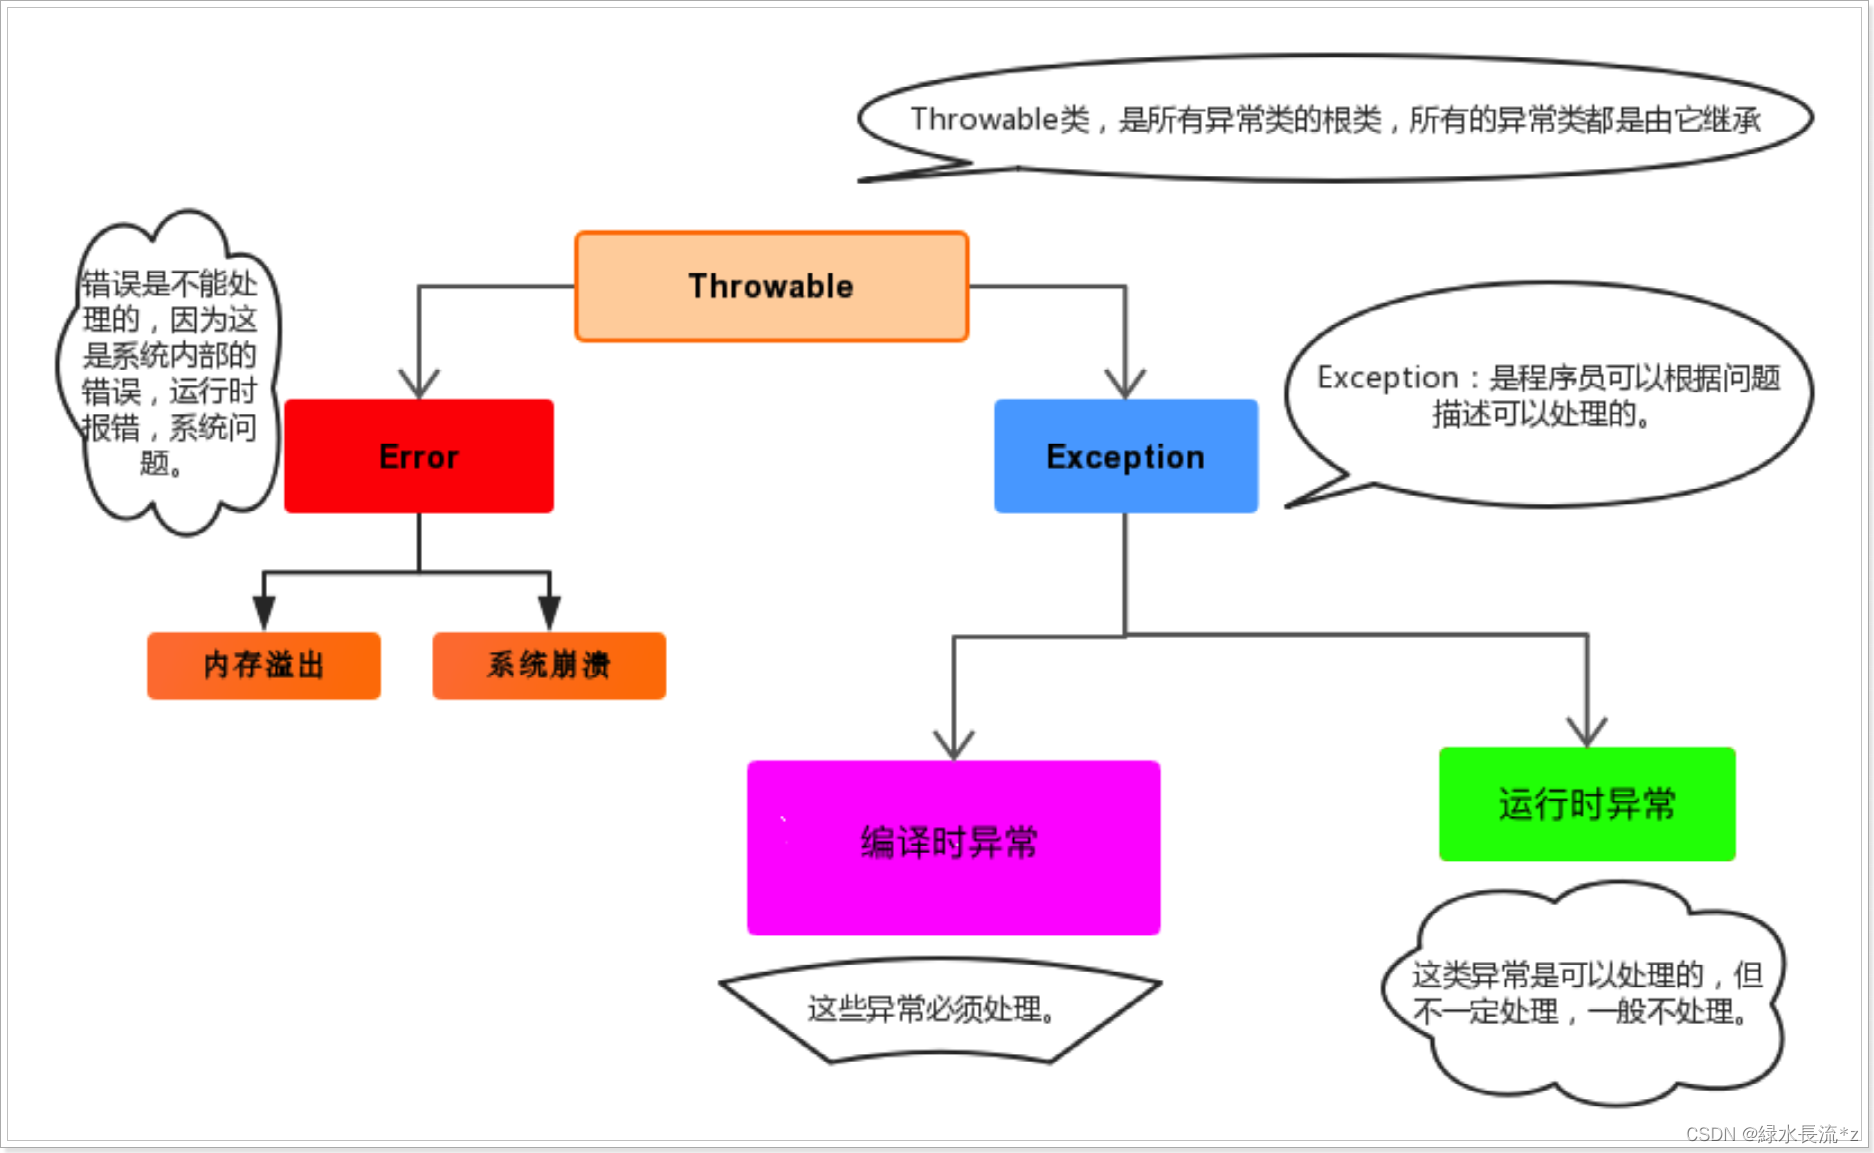 Throwable类，是所有异常类的根类，所有的异常类都是由它继承
Throwable
错误是不能处
理的，因为这
是系统内部的
错误，运行时
报错，系统问
题。
Error
Exception
Exception：是程序员可以根据问题
描述可以处理的。
内存溢出
系统崩溃
编译时异常
运行时异常
这些异常必须处理。
这类异常是可以处理的，但
不一定处理，一般不处理。
CSDN @緑水長流*z